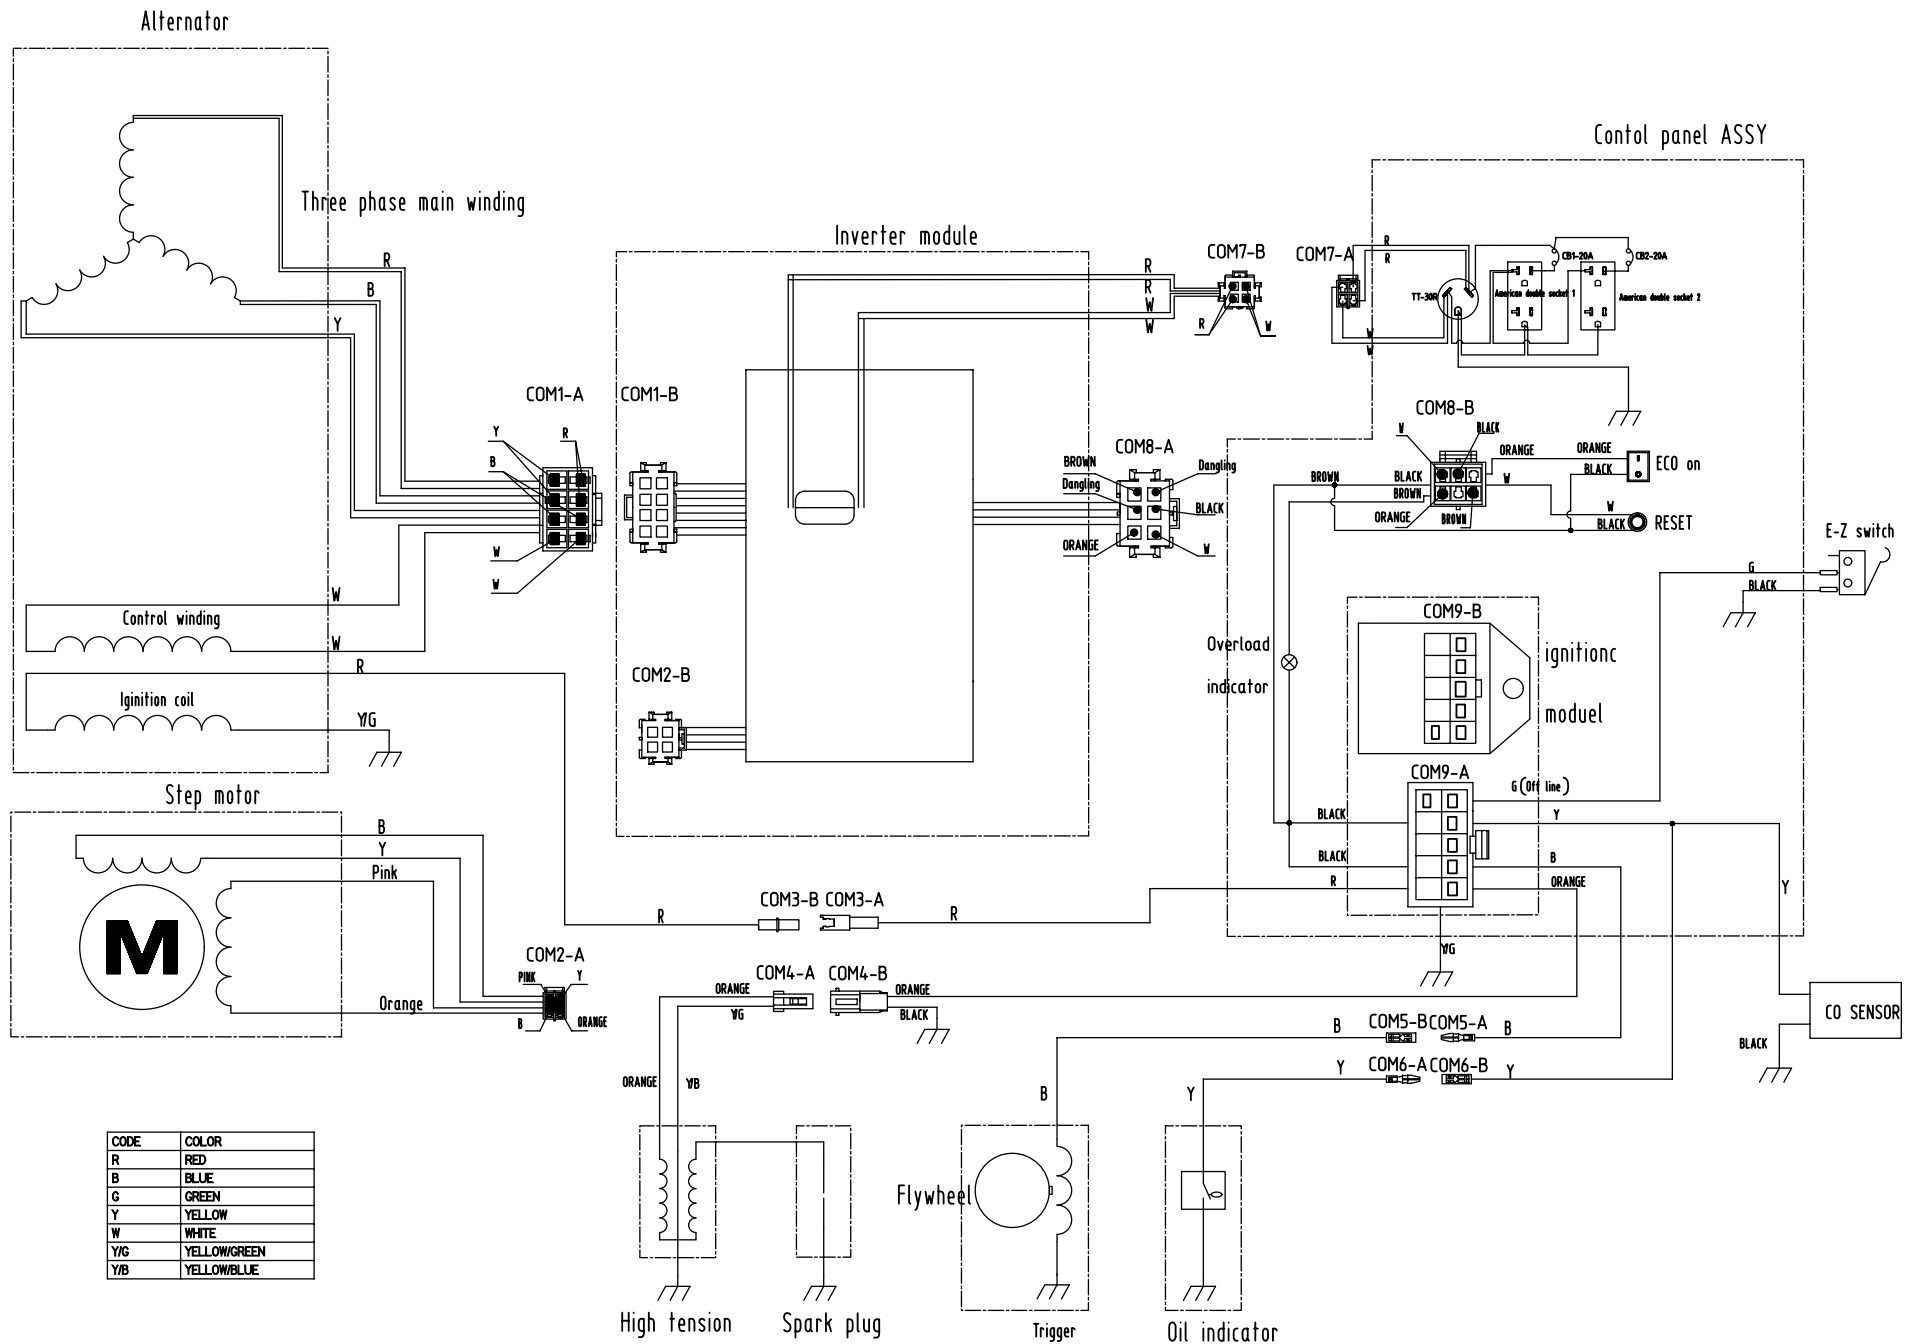 Alternator
Three phase main winding
R
B
Y
Control winding
W
W
Iginition coil
R
Y/G
Step motor
B
Y
Pink
Orange
M
COM2-A
PINK
Y
B
ORANGE
COM1-A
Y
R
B
W
W
Inverter module
COM1-B
COM2-B
R
R
W
W
COM7-B
R
W
COM8-A
BROWN
Dangling
Dangling
BLACK
ORANGE
W
Contol panel ASSY
COM7-A
R
R
W
W
TT-30R
CB1-20A
CB2-20A
American double socket 1
American double socket 2
COM8-B
W
BLACK
ORANGE
ORANGE
BLACK
ECO on
BROWN
BLACK
BROWN
W
W
ORANGE
BROWN
BLACK
RESET
E-Z switch
G
BLACK
Overload
indicator
COM9-B
ignitionc
moduel
COM9-A
G(Off line)
BLACK
Y
BLACK
B
R
ORANGE
Y
Y/G
R
COM3-B
COM3-A
R
COM4-A
COM4-B
ORANGE
Y/G
ORANGE
BLACK
B
COM5-B
COM5-A
B
Y
COM6-A
COM6-B
Y
CO SENSOR
BLACK
ORANGE
Y/B
B
Y
Flywheel
High tension
Spark plug
Trigger
Oil indicator
CODE COLOR
R RED
B BLUE
G GREEN
Y YELLOW
W WHITE
Y/G YELLOW/GREEN
Y/B YELLOW/BLUE